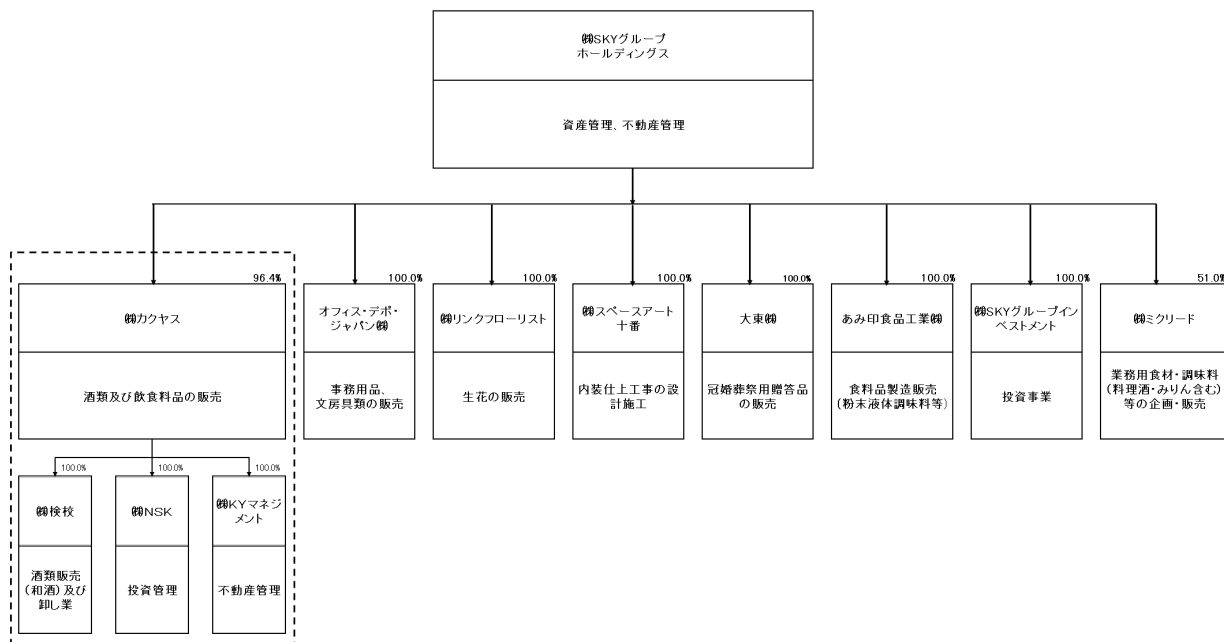 ㈱SKYグループ
ホールディングス
資産管理、不動産管理
96.4%
㈱カクヤス
酒類及び飲食料品の販売
100.0%
オフィス・デポ・
ジャパン㈱
事務用品、
文房具類の販売
100.0%
㈱リンクフローリスト
生花の販売
100.0%
㈱スペースアート
十番
内装仕上工事の設
計施工
100.0%
大東㈱
冠婚葬祭用贈答品
の販売
100.0%
あみ印食品工業㈱
食料品製造販売
(粉末液体調味料等)
100.0%
㈱SKYグループイン
ベストメント
投資事業
51.0%
㈱ミクリード
業務用食材・調味料
(料理酒・みりん含む)
等の企画・販売
100.0%
㈱検校
酒類販売
(和酒)及び
卸し業
100.0%
㈱NSK
投資管理
100.0%
㈱KYマネジ
メント
不動産管理